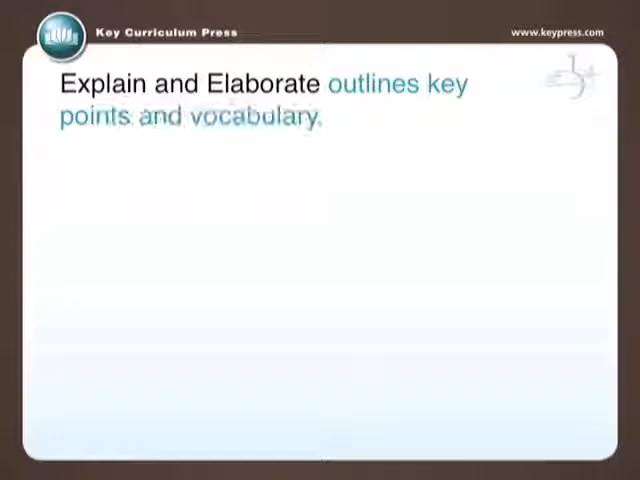 Key Curriculum Press
www.keypress.com
Explain and Elaborate outlines key
points and vocabulary.